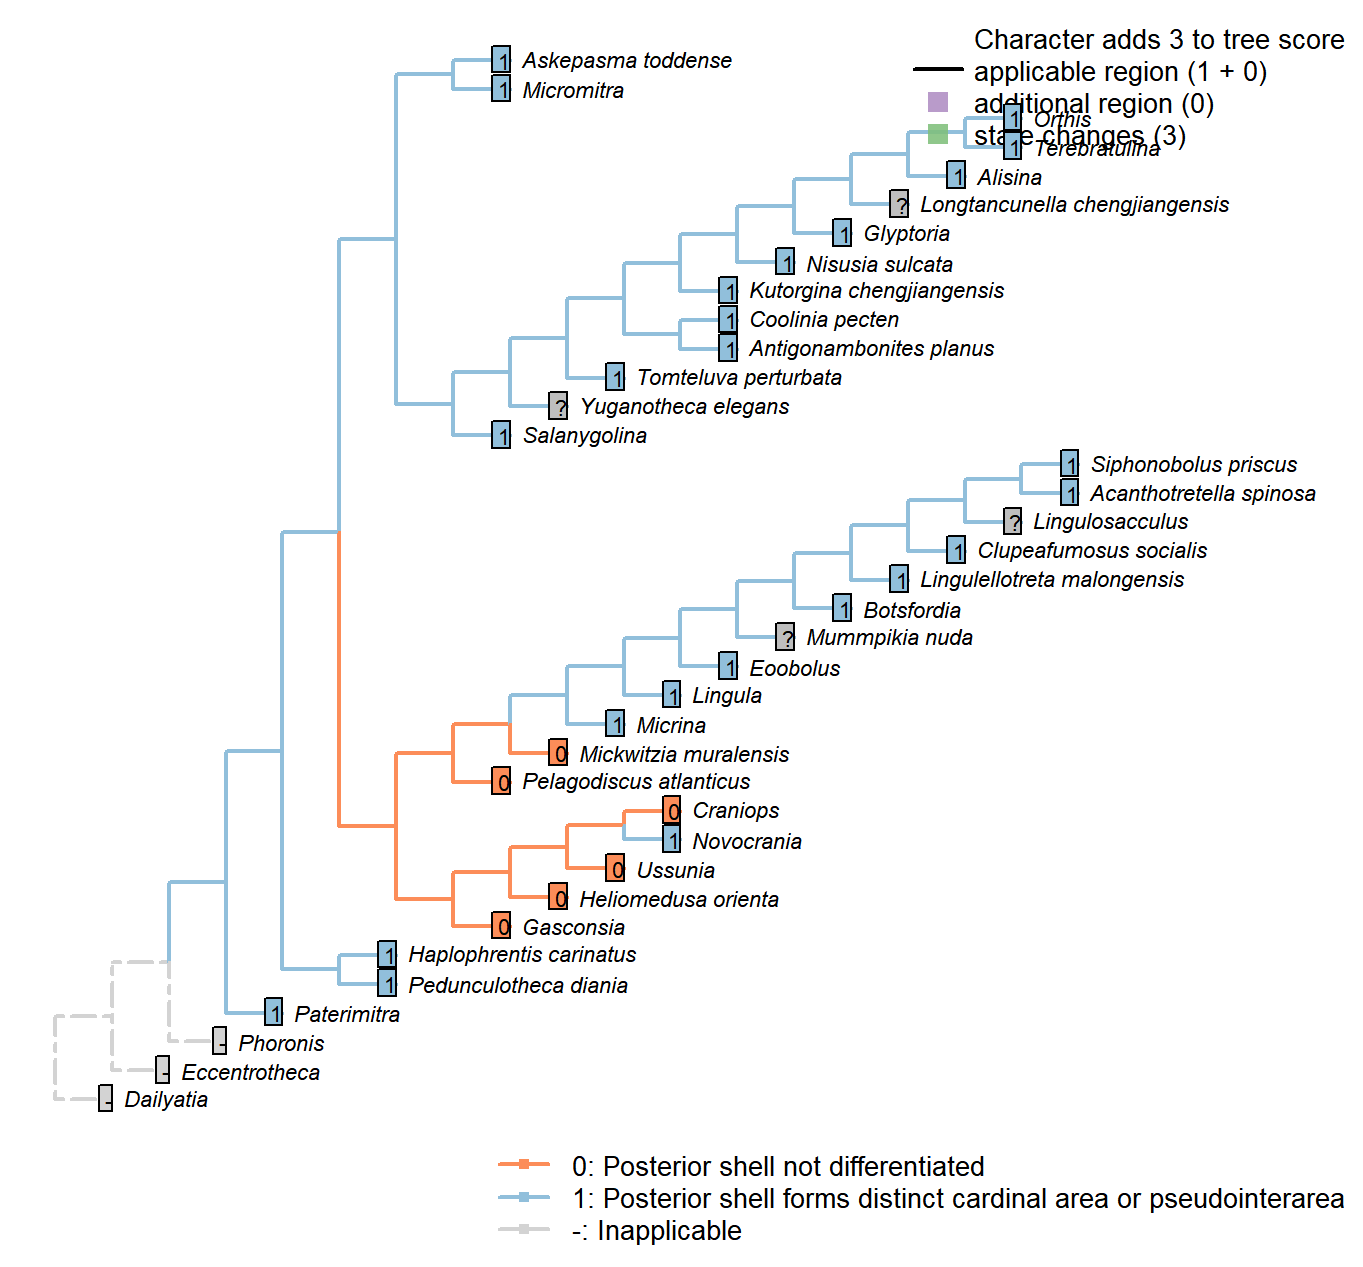 Character adds 3 to tree score
applicable region (1 + 0)
additional region (0)
state changes (3)
1 Askepasma toddense
1 Micromitra
1 Orthis
1 Terebratulina
1 Alisina
? Longtancunella chengjiangensis
1 Glyptoria
1 Nisusia sulcata
1 Kutorgina chengjiangensis
1 Coolinia pecten
1 Antigonambonites planus
1 Tomteluva perturbata
? Yuganotheca elegans
1 Salanygolina
1 Siphonobolus priscus
1 Acanthotretella spinosa
? Lingulosacculus
1 Clupeafumosus socialis
1 Lingulellotreta malongensis
1 Botsfordia
? Mummpikia nuda
1 Eoobolus
1 Lingula
1 Micrina
0 Mickwitzia muralensis
0 Pelagodiscus atlanticus
0 Craniops
1 Novocrania
0 Ussunia
0 Heliomedusa orienta
0 Gasconsia
1 Haplophrentis carinatus
1 Pedunculotheca diania
1 Paterimitra
- Phoronis
- Eccentrotheca
- Dailyatia
0: Posterior shell not differentiated
1: Posterior shell forms distinct cardinal area or pseudointerarea
-: Inapplicable